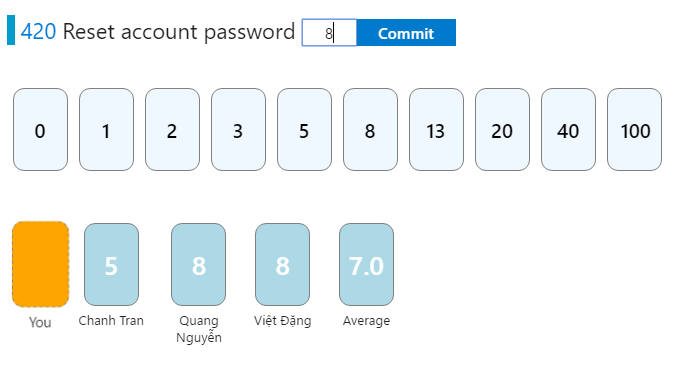 420 Reset account password 8 Commit
0 1 2 3 5 8 13 20 40 100
5 8 8 7.0
You Chanh Tran Quang Việt Đặng Average
Nguyễn